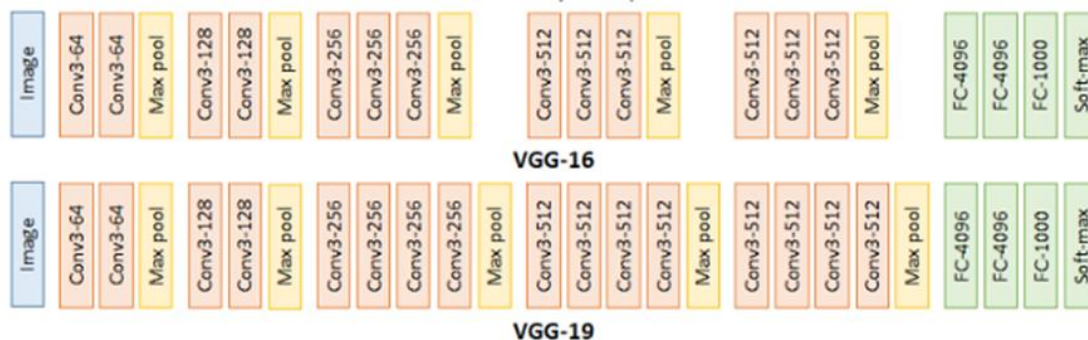 Image Conv3-64 Conv3-64 Max pool Conv3-128 Conv3-128 Max pool Conv3-256 Conv3-256 Conv3-256 Max pool Conv3-512 Conv3-512 Conv3-512 Max pool Conv3-512 Conv3-512 Conv3-512 Max pool FC-4096 FC-4096 FC-1000 Soft-max
VGG-16
Image Conv3-64 Conv3-64 Max pool Conv3-128 Conv3-128 Max pool Conv3-256 Conv3-256 Conv3-256 Conv3-256 Max pool Conv3-512 Conv3-512 Conv3-512 Conv3-512 Max pool Conv3-512 Conv3-512 Conv3-512 Conv3-512 Max pool FC-4096 FC-4096 FC-1000 Soft-max
VGG-19